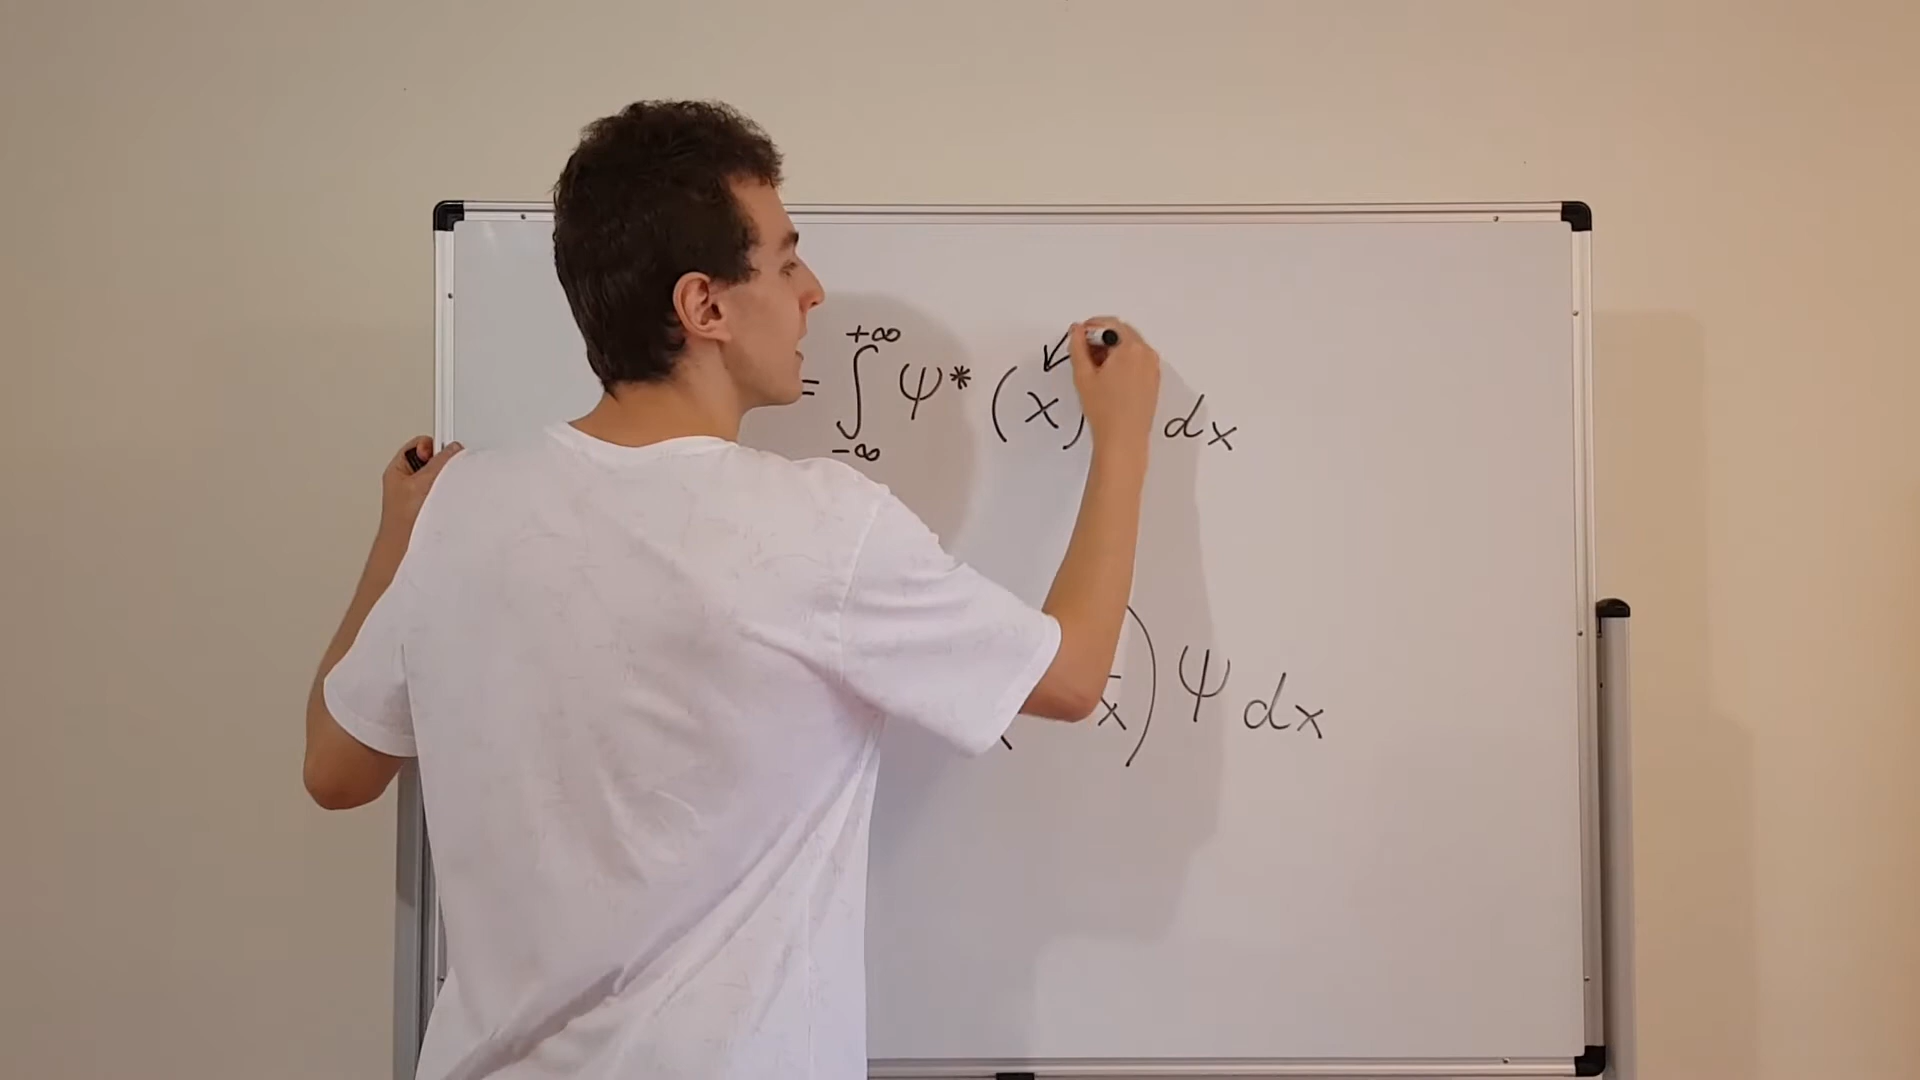 = ∫ +∞ -∞ ψ* (x) dx
x ) ψ dx